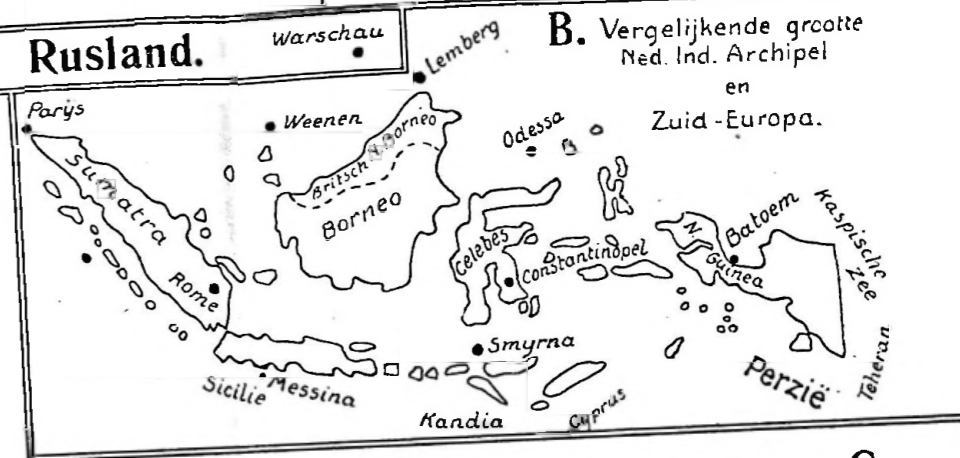 Rusland.
Warschau
Lemberg
B. Vergelijkende grootte
Ned. Ind. Archipel
en
Zuid-Europa.
Parijs
Weenen
Odessa
Sumatra
Britsch N. Borneo
Borneo
Celebes
Constantinopel
N. Guinea
Batoem
Kaspische
Zee
Rome
Smyrna
Sicilie
Messina
Kandia
Cyprus
Perzië
Teheran